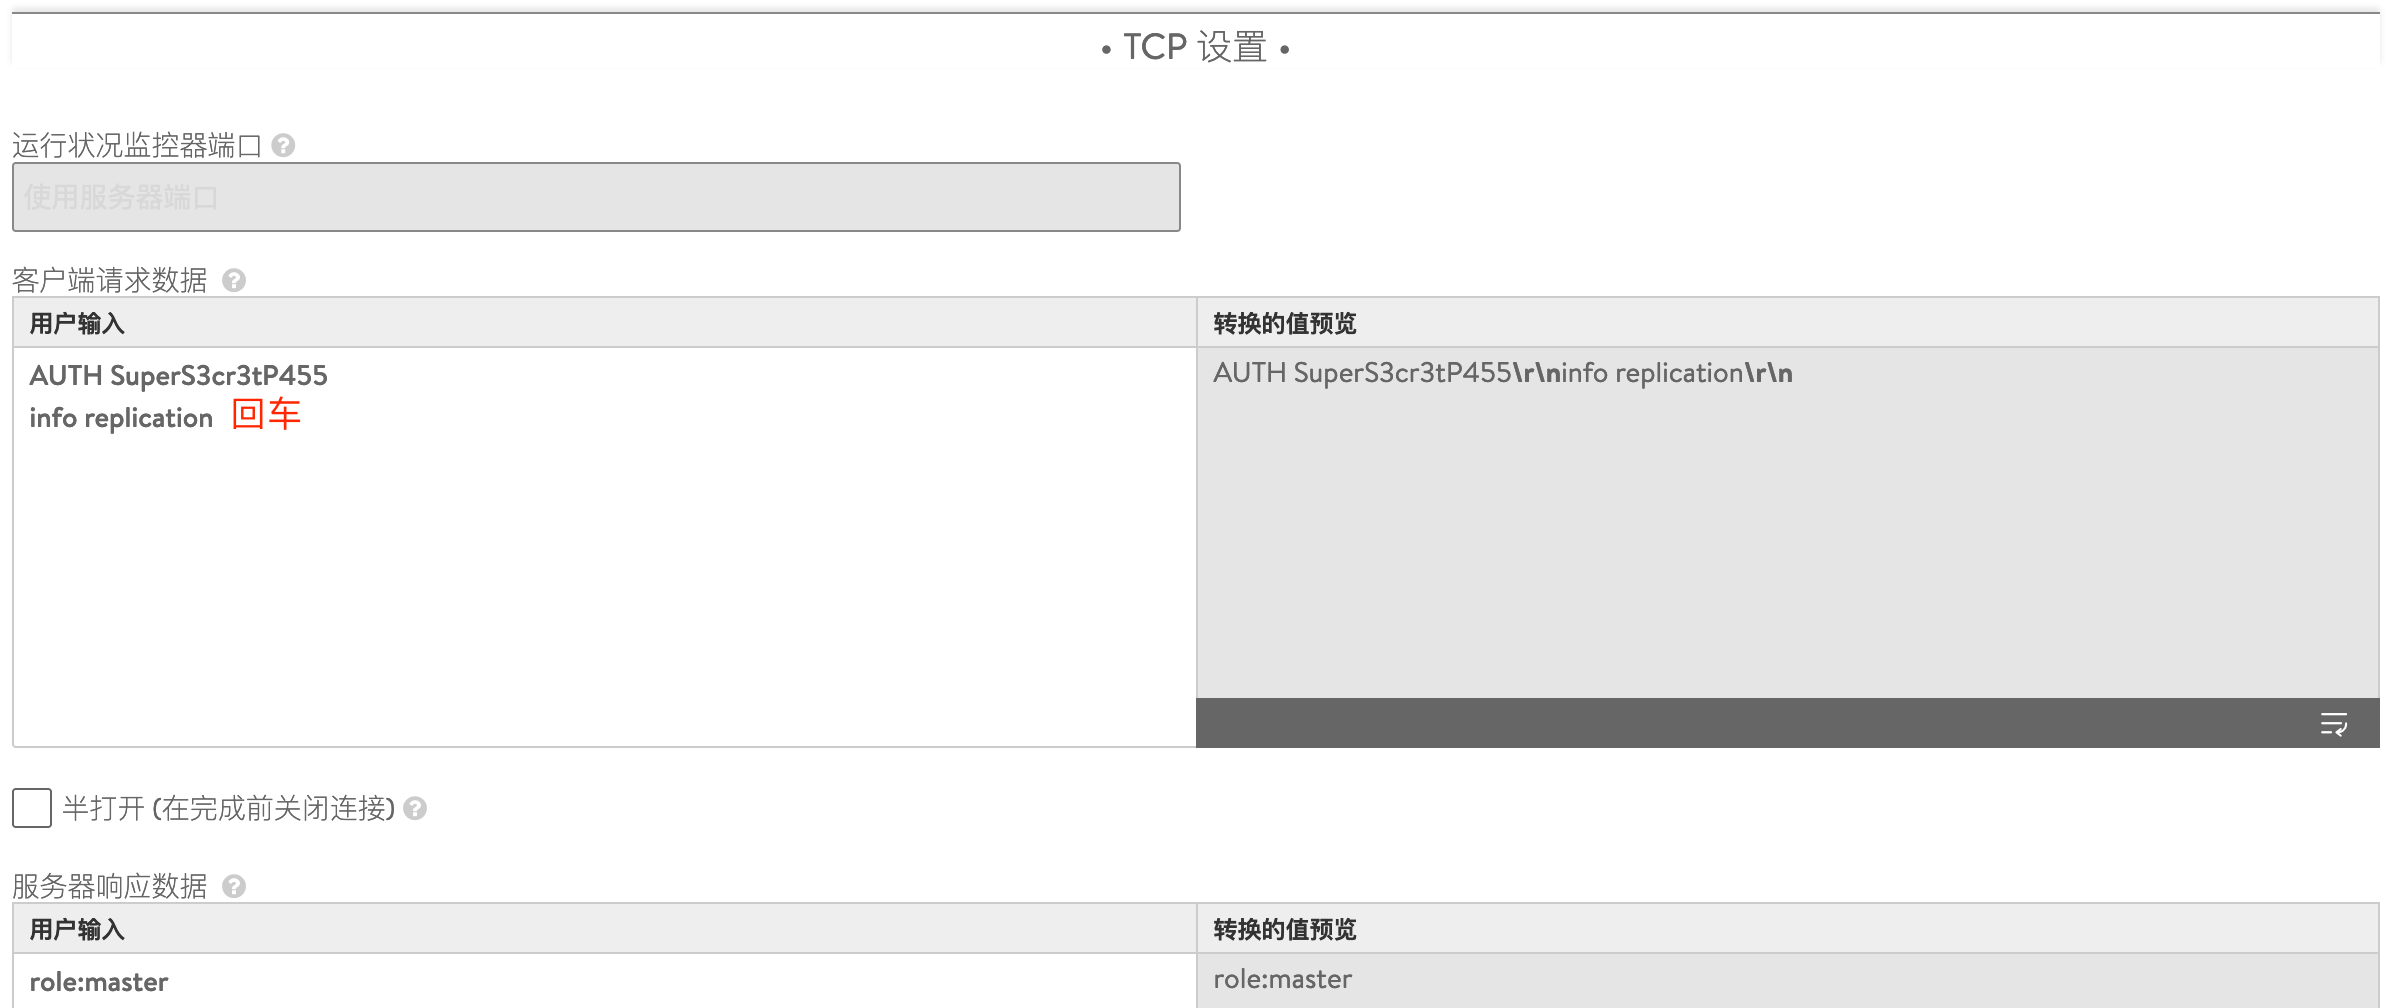 • TCP 设置 •
运行状况监控器端口
使用服务器端口
客户端请求数据
用户输入 转换的值预览
AUTH SuperS3cr3tP455 AUTH SuperS3cr3tP455\r\ninfo replication\r\n
info replication 回车
半打开 (在完成前关闭连接)
服务器响应数据
用户输入 转换的值预览
role:master role:master